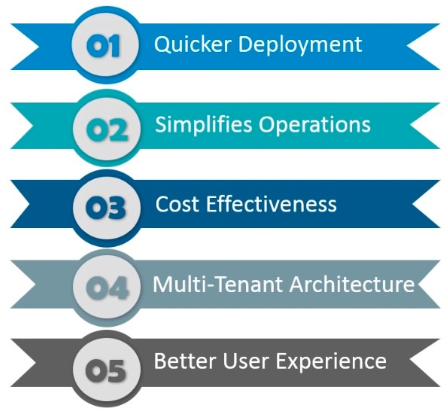 01 Quicker Deployment
02 Simplifies Operations
03 Cost Effectiveness
04 Multi-Tenant Architecture
05 Better User Experience